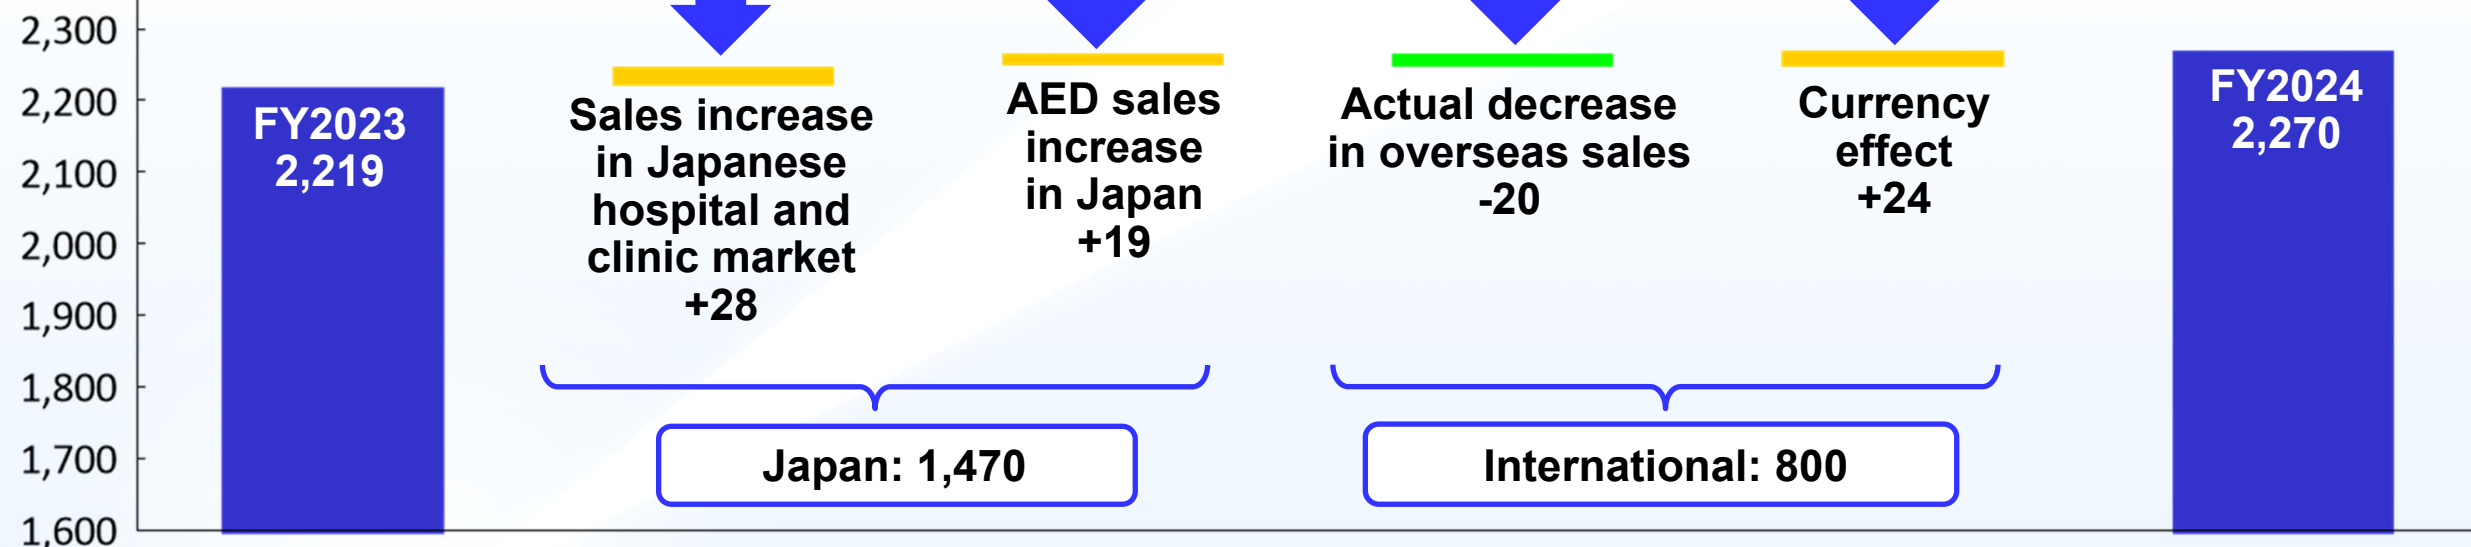 2,300
2,200
2,100
2,000
1,900
1,800
1,700
1,600
FY2023
2,219
Sales increase
in Japanese
hospital and
clinic market
+28
AED sales
increase
in Japan
+19
Actual decrease
in overseas sales
-20
Currency
effect
+24
FY2024
2,270
Japan: 1,470
International: 800